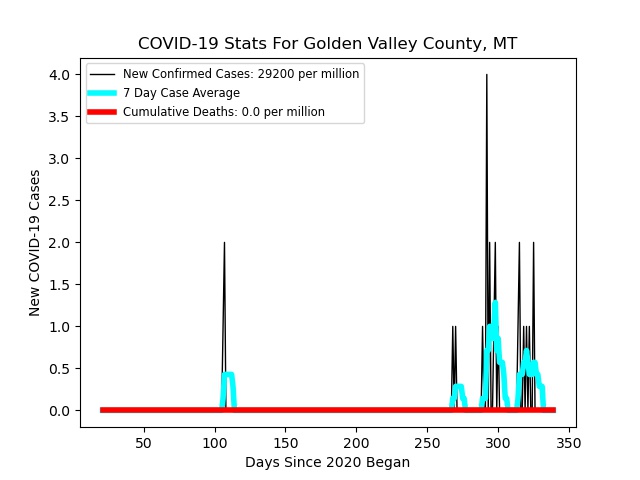 COVID-19 Stats For Golden Valley County, MT
New Confirmed Cases: 29200 per million
7 Day Case Average
Cumulative Deaths: 0.0 per million
4.0
3.5
3.0
2.5
2.0
1.5
1.0
0.5
0.0
New COVID-19 Cases
50 100 150 200 250 300 350
Days Since 2020 Began